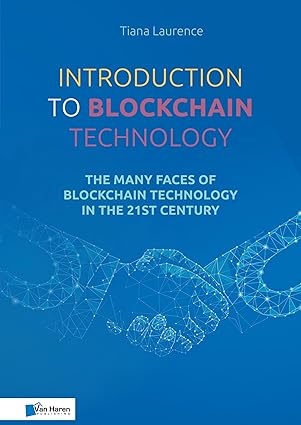 Tiana Laurence
INTRODUCTION
TO BLOCKCHAIN
TECHNOLOGY
THE MANY FACES OF
BLOCKCHAIN TECHNOLOGY
IN THE 21ST CENTURY
Van Haren
PUBLISHING